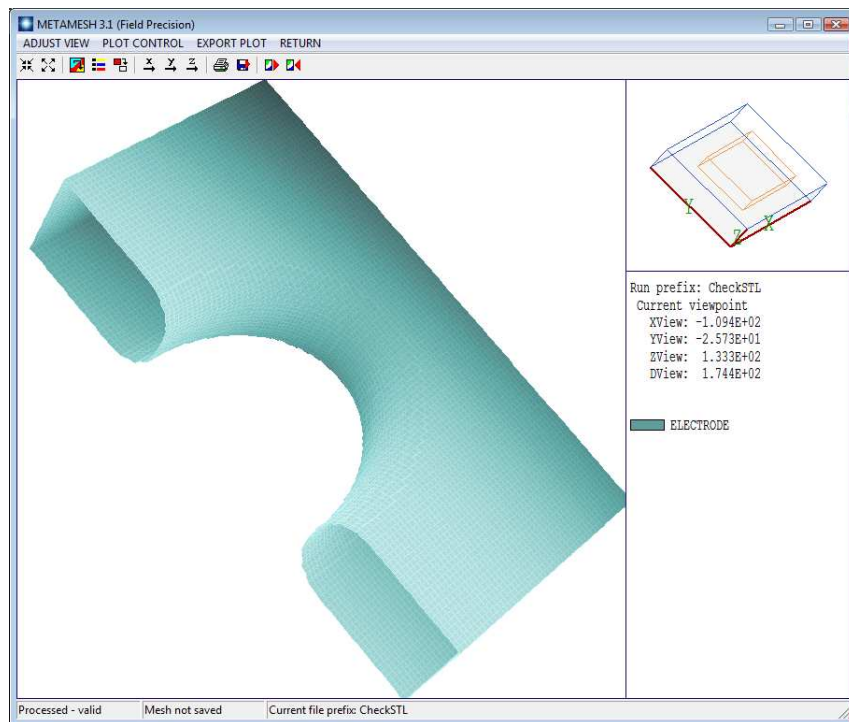 METAMESH 3.1 (Field Precision)
ADJUST VIEW PLOT CONTROL EXPORT PLOT RETURN
x Y z
Y
Z X
Run prefix: CheckSTL
Current viewpoint
XView: -1.094E+02
YView: -2.573E+01
ZView: 1.333E+02
DView: 1.744E+02
ELECTRODE
Processed - valid Mesh not saved Current file prefix: CheckSTL